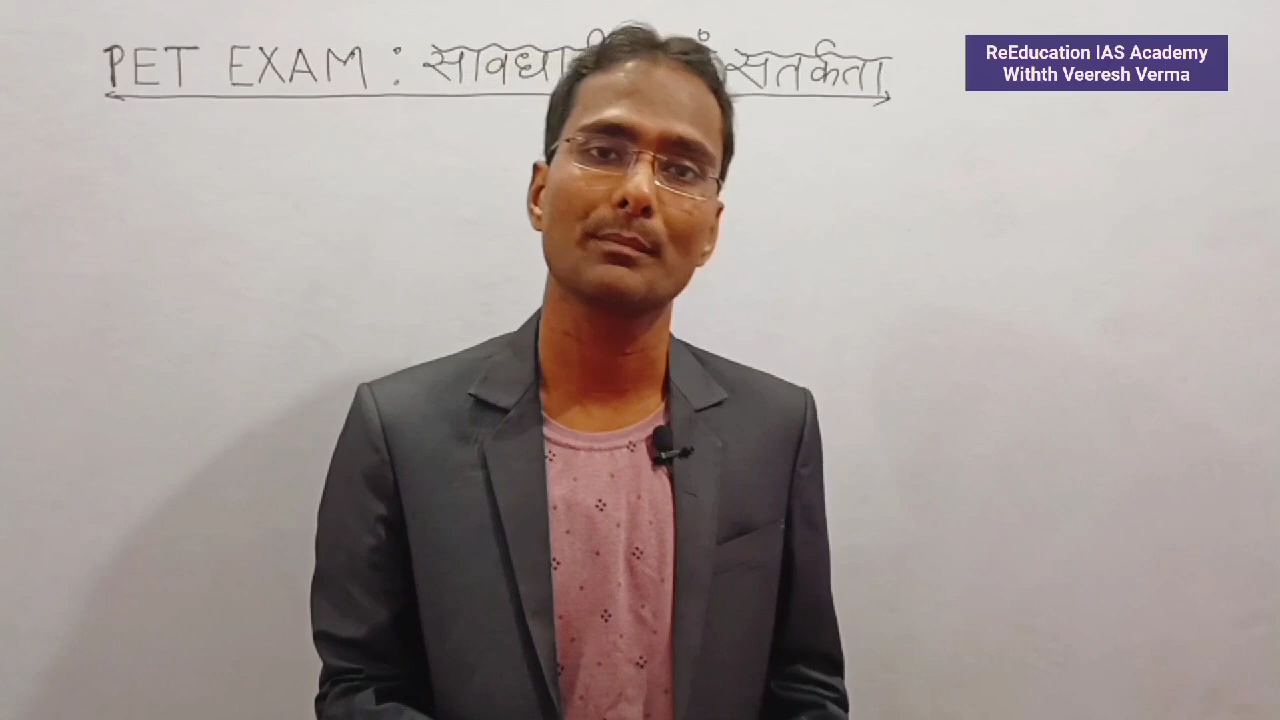 PET EXAM : सतर्कता
ReEducation IAS Academy
Withth Veeresh Verma